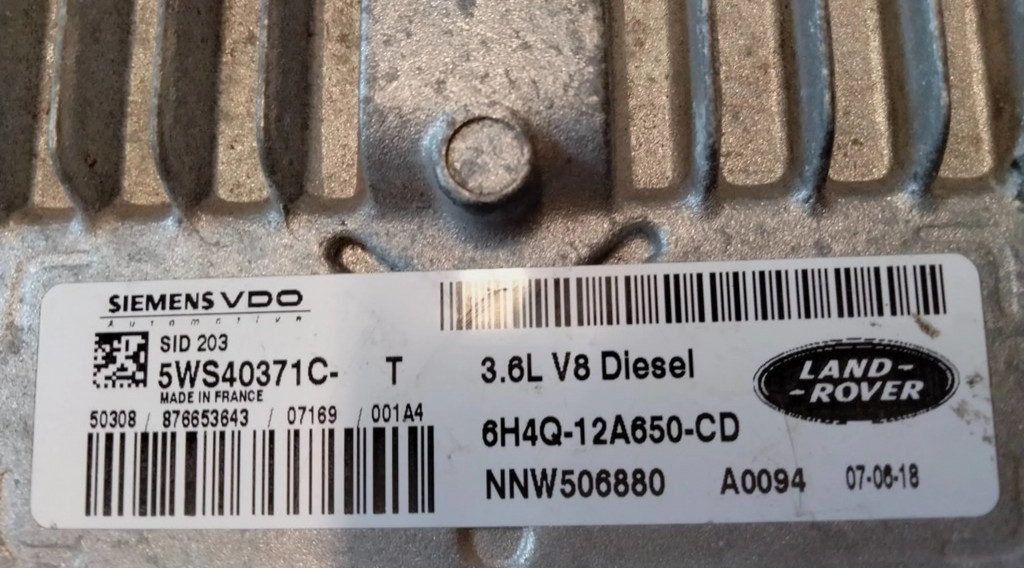 SIEMENS VDO
Automotive
SID 203
5WS40371C- T
MADE IN FRANCE
50308 / 876653643 / 07169 / 001A4
3.6L V8 Diesel
6H4Q-12A650-CD
NNW506880 A0094 07-06-18
LAND-
-ROVER